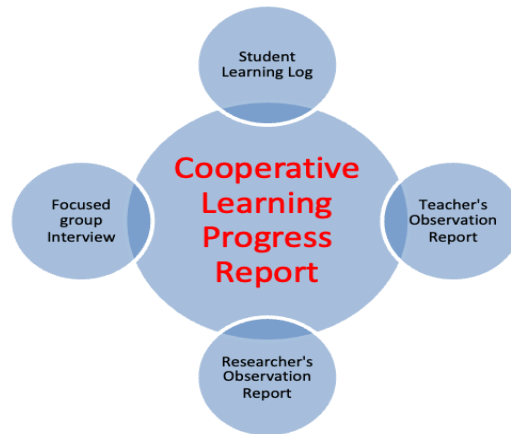 Student
Learning Log
Cooperative
Learning
Progress
Report
Focused
group
Interview
Teacher's
Observation
Report
Researcher's
Observation
Report